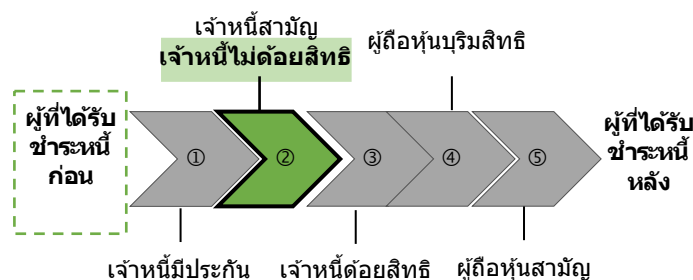 เจ้าหนี้สามัญ
เจ้าหนี้ไม่ด้อยสิทธิ
ผู้ถือหุ้นบุริมสิทธิ
ผู้ที่ได้รับ
ชำระหนี้
ก่อน
①
②
③
④
⑤
ผู้ที่ได้รับ
ชำระหนี้
หลัง
เจ้าหนี้มีประกัน
เจ้าหนี้ด้อยสิทธิ
ผู้ถือหุ้นสามัญ